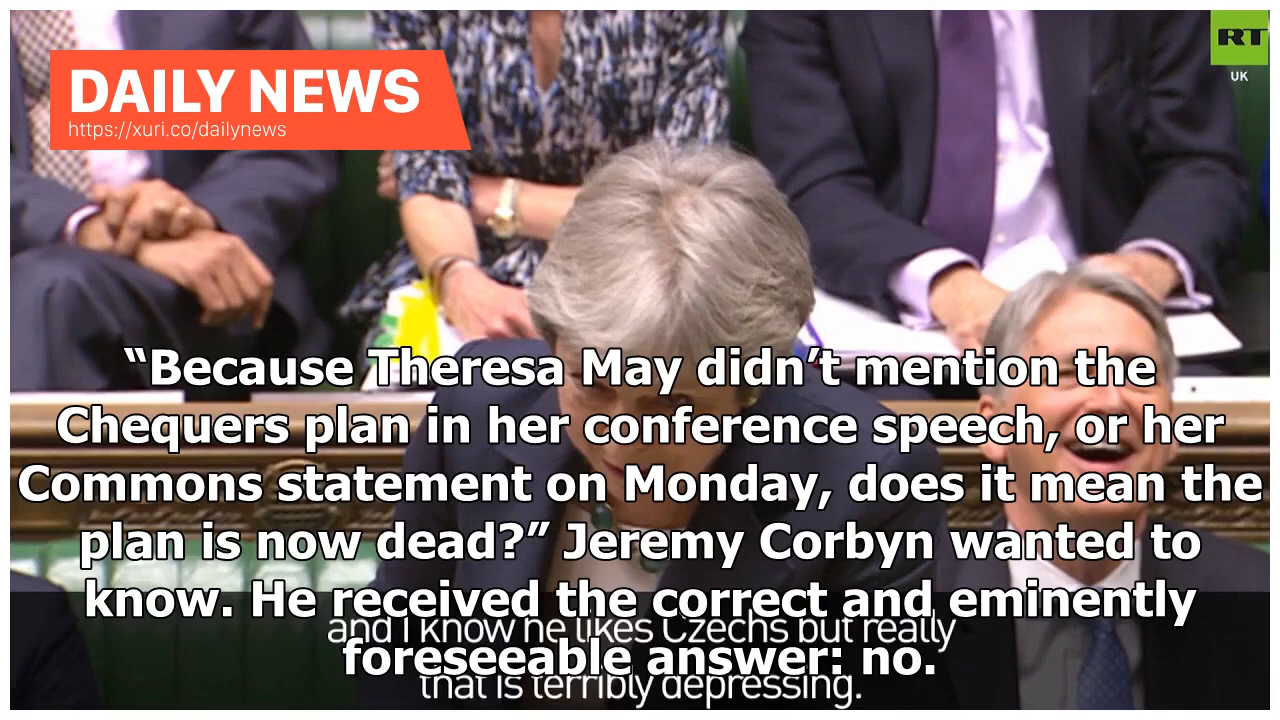 RT
UK
DAILY NEWS
https://xuri.co/dailynews
“Because Theresa May didn’t mention the
Chequers plan in her conference speech, or her
Commons statement on Monday, does it mean the
plan is now dead?” Jeremy Corbyn wanted to
know. He received the correct and eminently
foreseeable answer: no.
and I know he likes Czechs but really
that is terribly depressing.